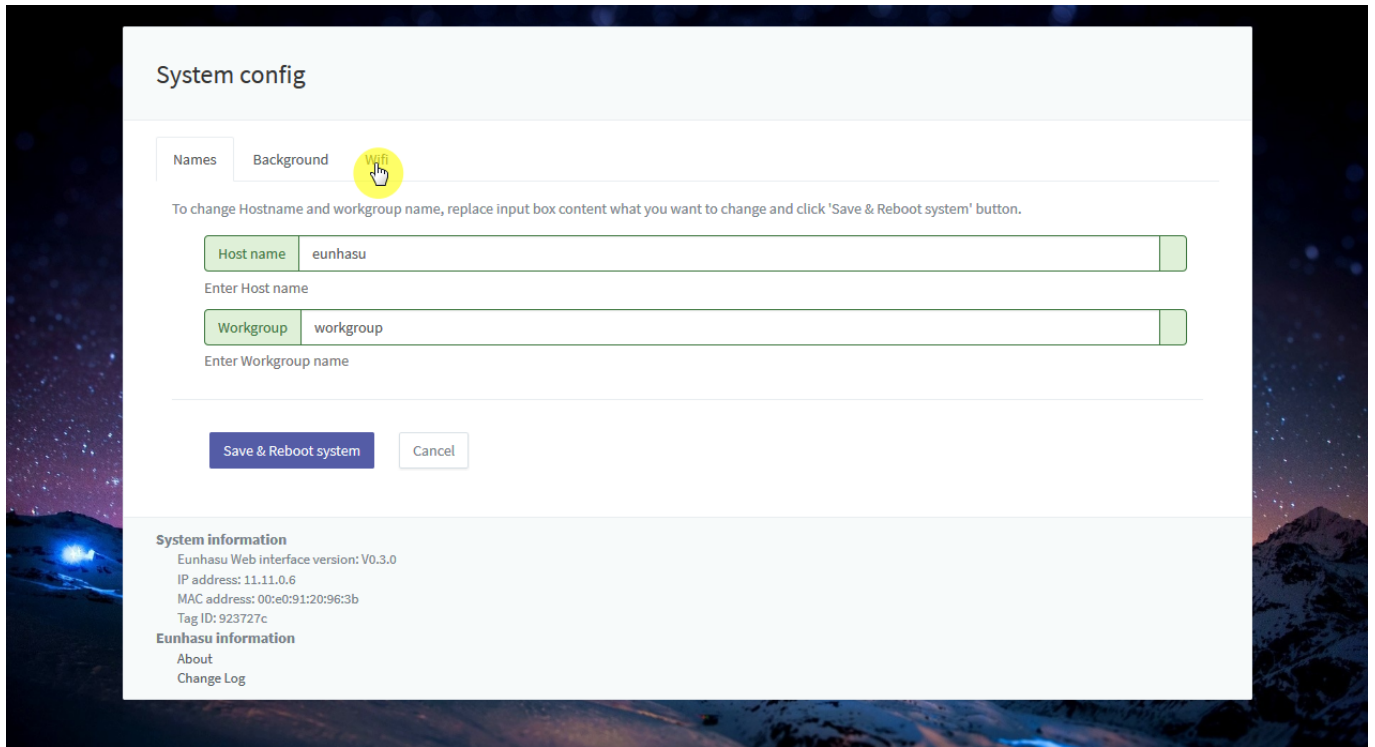 System config
Names Background Wifi
To change Hostname and workgroup name, replace input box content what you want to change and click 'Save & Reboot system' button.
Host name eunhasu
Enter Host name
Workgroup workgroup
Enter Workgroup name
Save & Reboot system Cancel
System information
Eunhasu Web interface version: V0.3.0
IP address: 11.11.0.6
MAC address: 00:e0:91:20:96:3b
Tag ID: 923727c
Eunhasu information
About
Change Log